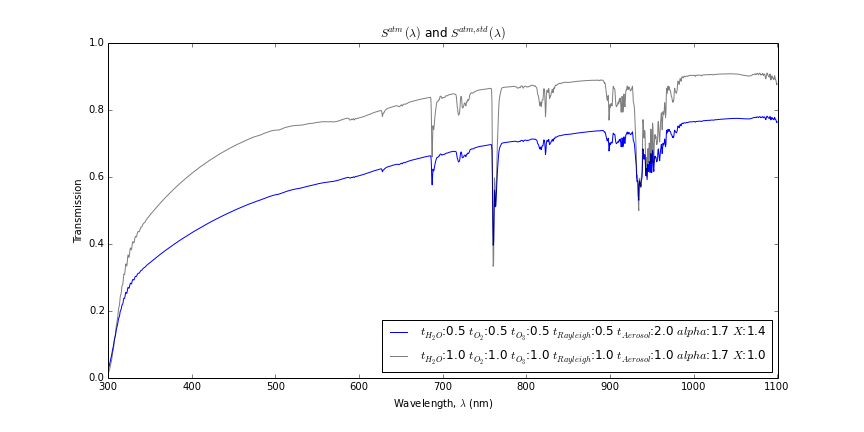 S^{atm}(λ) and S^{atm,std}(λ)
1.0
0.8
0.6
0.4
0.2
0.0
Transmission
t_{H_2O}:0.5 t_{O_2}:0.5 t_{O_3}:0.5 t_{Rayleigh}:0.5 t_{Aerosol}:2.0 alpha:1.7 X:1.4
t_{H_2O}:1.0 t_{O_2}:1.0 t_{O_3}:1.0 t_{Rayleigh}:1.0 t_{Aerosol}:1.0 alpha:1.7 X:1.0
300 400 500 600 700 800 900 1000 1100
Wavelength, λ (nm)